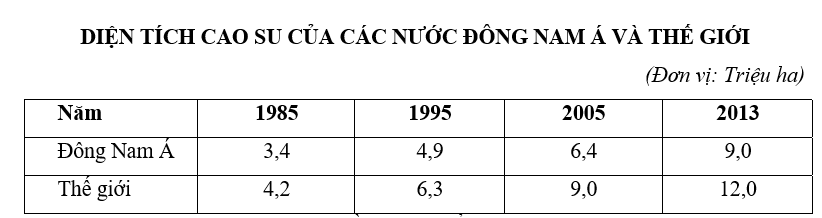 DIỆN TÍCH CAO SU CỦA CÁC NƯỚC ĐÔNG NAM Á VÀ THẾ GIỚI
(Đơn vị: Triệu ha)
Năm 1985 1995 2005 2013
Đông Nam Á 3,4 4,9 6,4 9,0
Thế giới 4,2 6,3 9,0 12,0